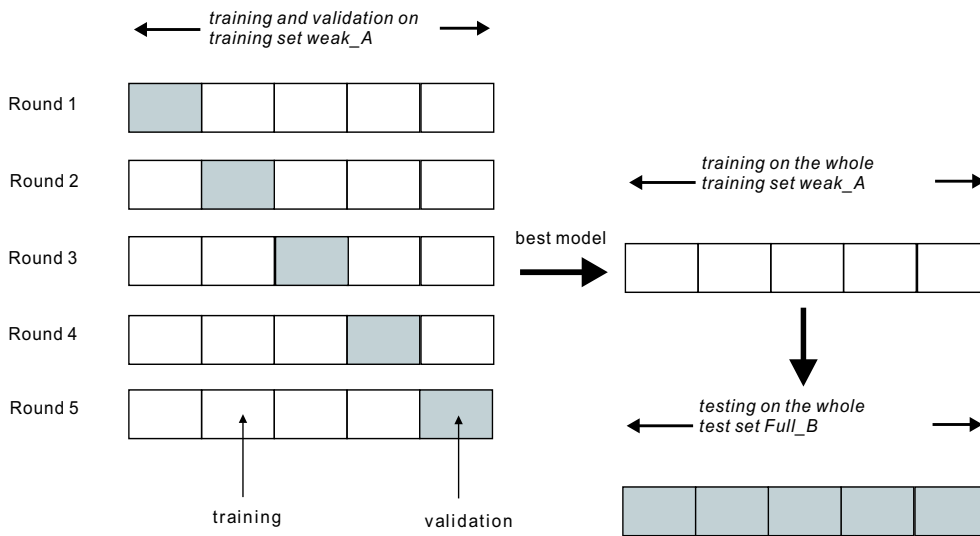 training and validation on
training set weak_A
Round 1
Round 2
Round 3
Round 4
Round 5
training
validation
best model
training on the whole
training set weak_A
testing on the whole
test set Full_B